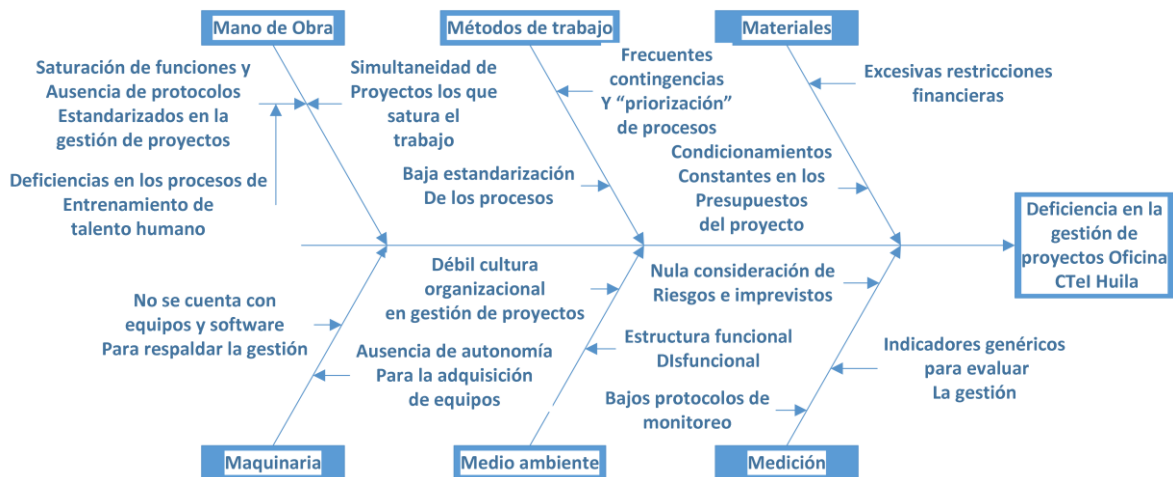 Mano de Obra
Métodos de trabajo
Materiales
Saturación de funciones y
Ausencia de protocolos
Estandarizados en la
gestión de proyectos
Simultaneidad de
Proyectos los que
satura el
trabajo
Frecuentes
contingencias
Y “priorización”
de procesos
Excesivas restricciones
financieras
Deficiencias en los procesos de
Entrenamiento de
talento humano
Baja estandarización
De los procesos
Condicionamientos
Constantes en los
Presupuestos
del proyecto
Deficiencia en la
gestión de
proyectos Oficina
CTeI Huila
No se cuenta con
equipos y software
Para respaldar la gestión
Débil cultura
organizacional
en gestión de proyectos
Nula consideración de
Riesgos e imprevistos
Ausencia de autonomía
Para la adquisición
de equipos
Estructura funcional
DIsfuncional
Indicadores genéricos
para evaluar
La gestión
Bajos protocolos de
monitoreo
Maquinaria
Medio ambiente
Medición